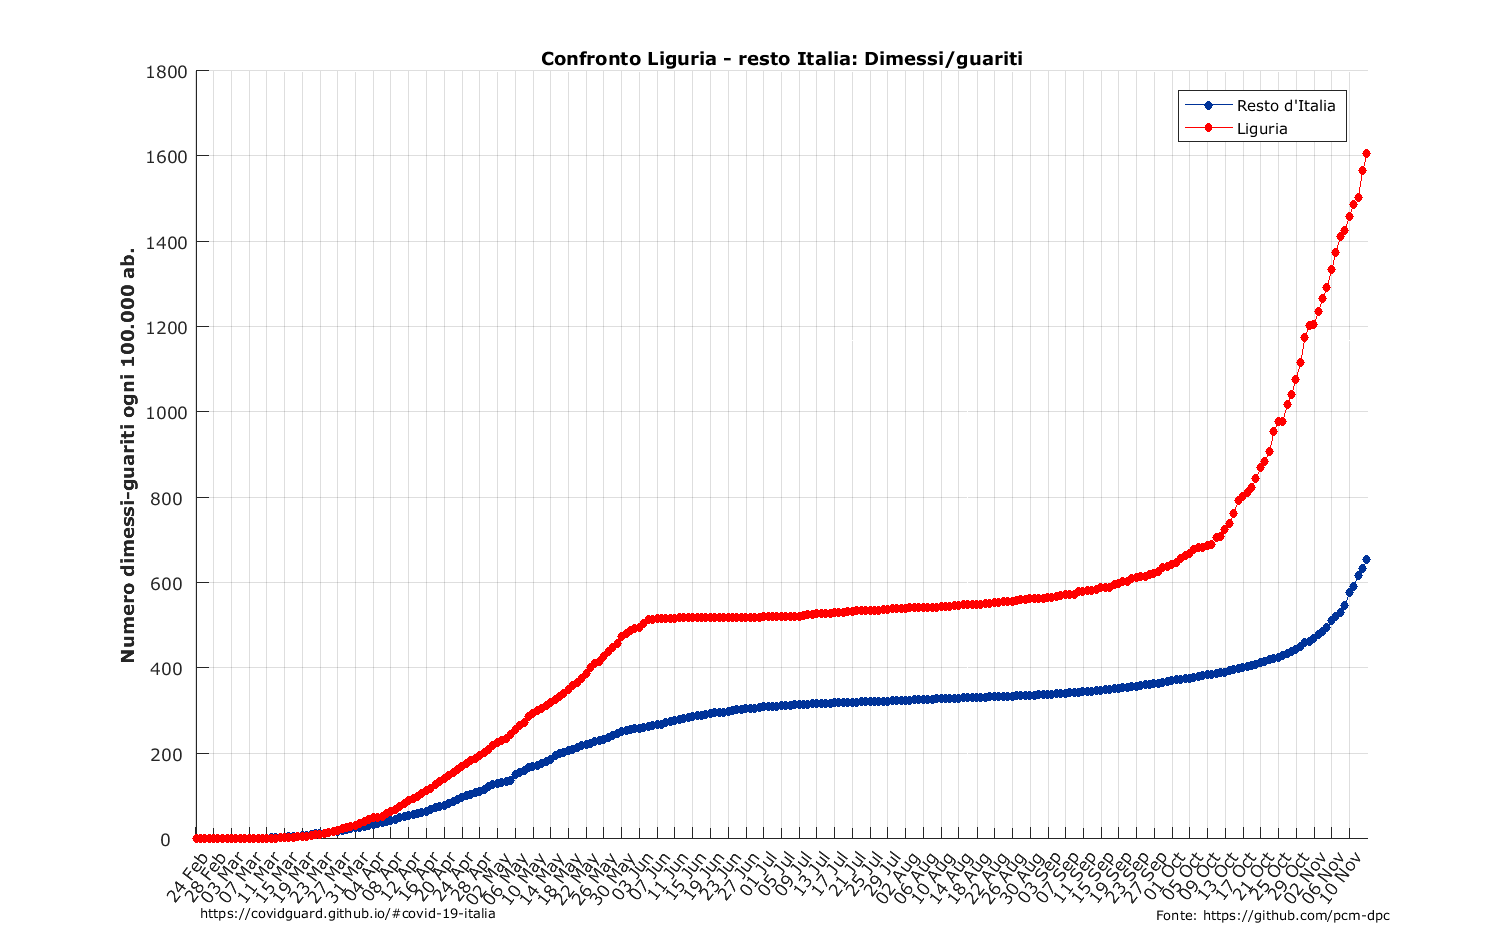 Confronto Liguria - resto Italia: Dimessi/guariti
Numero dimessi-guariti ogni 100.000 ab.
1800
1600
1400
1200
1000
800
600
400
200
0
Resto d'Italia
Liguria
24 Feb
28 Feb
03 Mar
07 Mar
11 Mar
15 Mar
19 Mar
23 Mar
27 Mar
31 Mar
04 Apr
08 Apr
12 Apr
16 Apr
20 Apr
24 Apr
28 Apr
02 May
06 May
10 May
14 May
18 May
22 May
26 May
30 May
03 Jun
07 Jun
11 Jun
15 Jun
19 Jun
23 Jun
27 Jun
01 Jul
05 Jul
09 Jul
13 Jul
17 Jul
21 Jul
25 Jul
29 Jul
02 Aug
06 Aug
10 Aug
14 Aug
18 Aug
22 Aug
26 Aug
30 Aug
03 Sep
07 Sep
11 Sep
15 Sep
19 Sep
23 Sep
27 Sep
01 Oct
05 Oct
09 Oct
13 Oct
17 Oct
21 Oct
25 Oct
29 Oct
02 Nov
06 Nov
10 Nov
https://covidguard.github.io/#covid-19-italia
Fonte: https://github.com/pcm-dpc